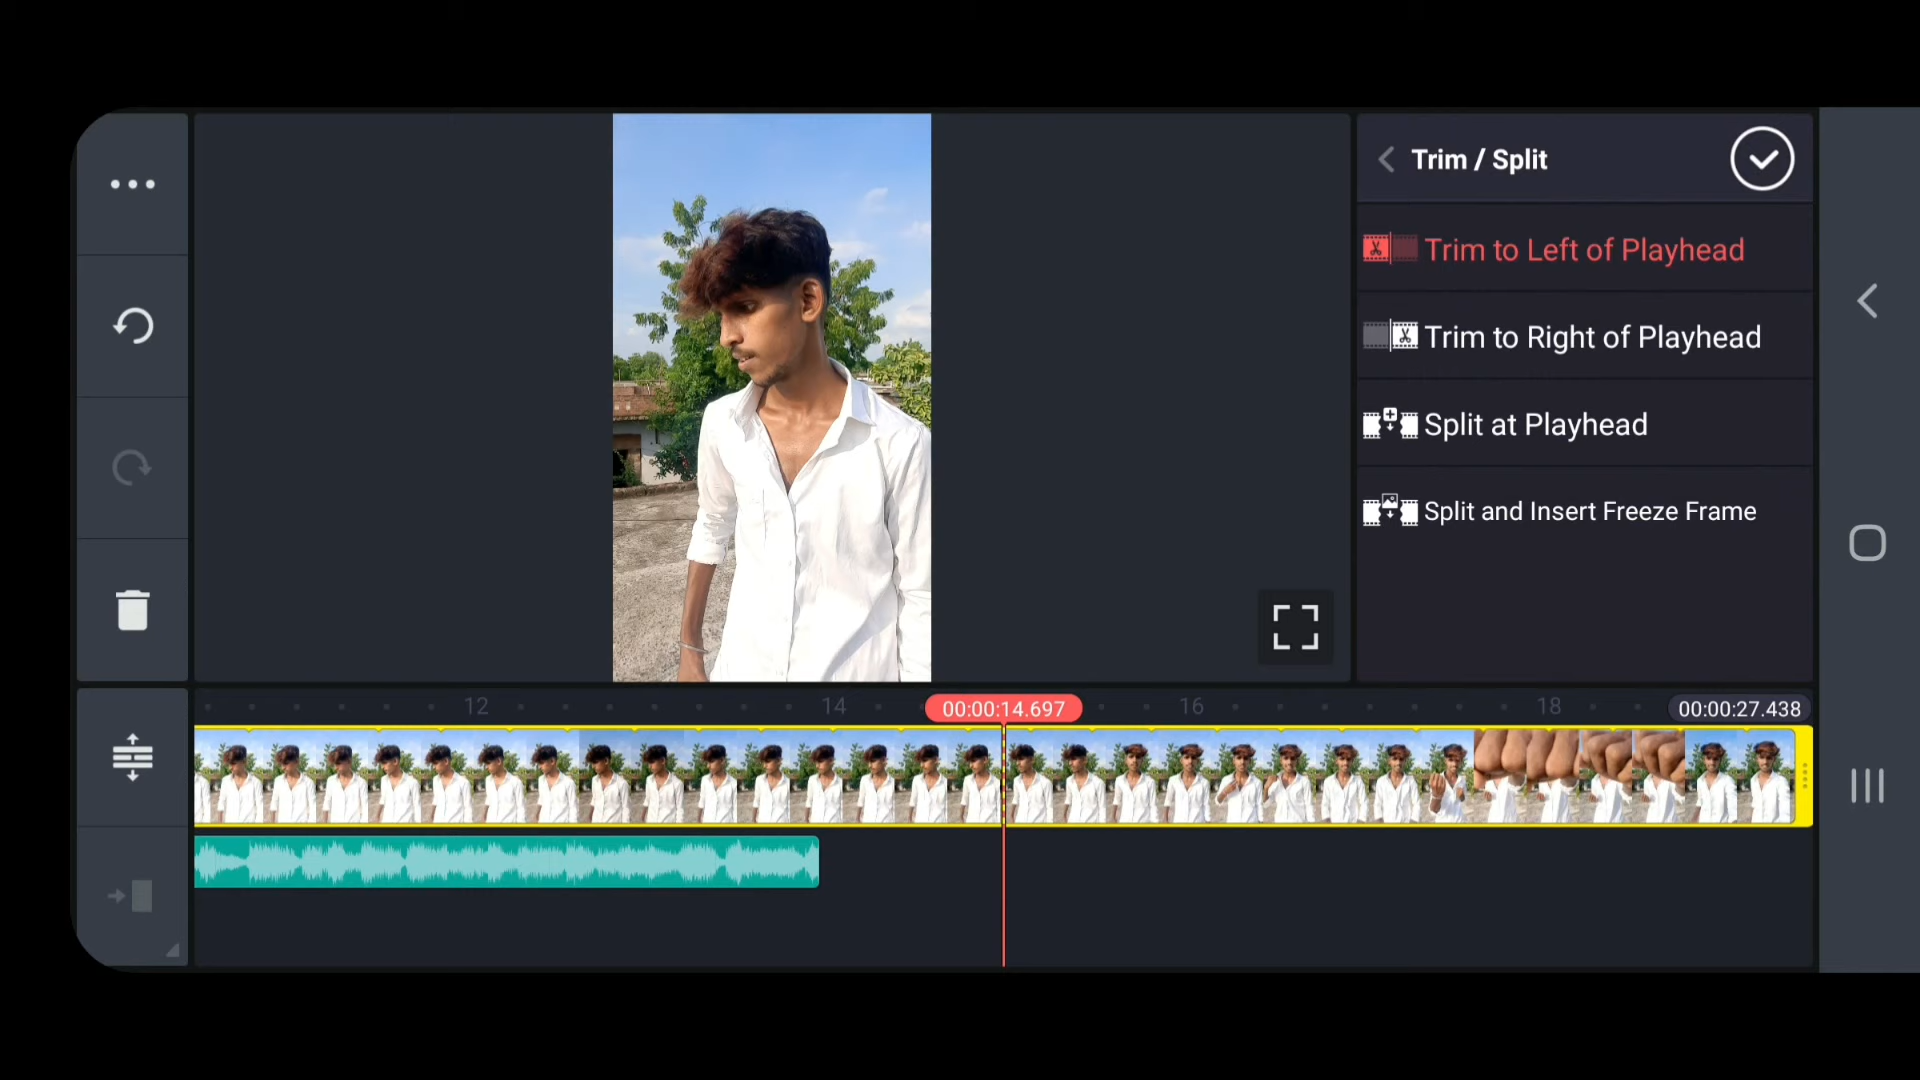 Trim / Split
Trim to Left of Playhead
Trim to Right of Playhead
Split at Playhead
Split and Insert Freeze Frame
12
14
00:00:14.697
16
18
00:00:27.438